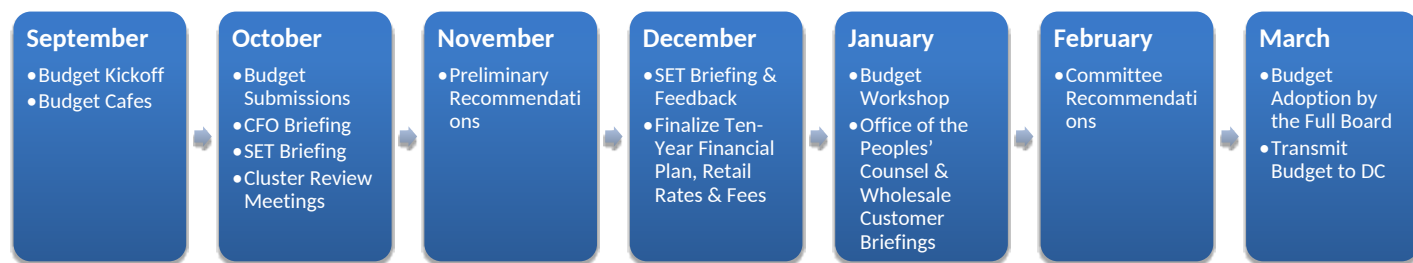 September
•Budget Kickoff
•Budget Cafes
October
•Budget
Submissions
•CFO Briefing
•SET Briefing
•Cluster Review
Meetings
November
•Preliminary
Recommendati
ons
December
•SET Briefing &
Feedback
•Finalize Ten-
Year Financial
Plan, Retail
Rates & Fees
January
•Budget
Workshop
•Office of the
Peoples’
Counsel &
Wholesale
Customer
Briefings
February
•Committee
Recommendati
ons
March
•Budget
Adoption by
the Full Board
•Transmit
Budget to DC